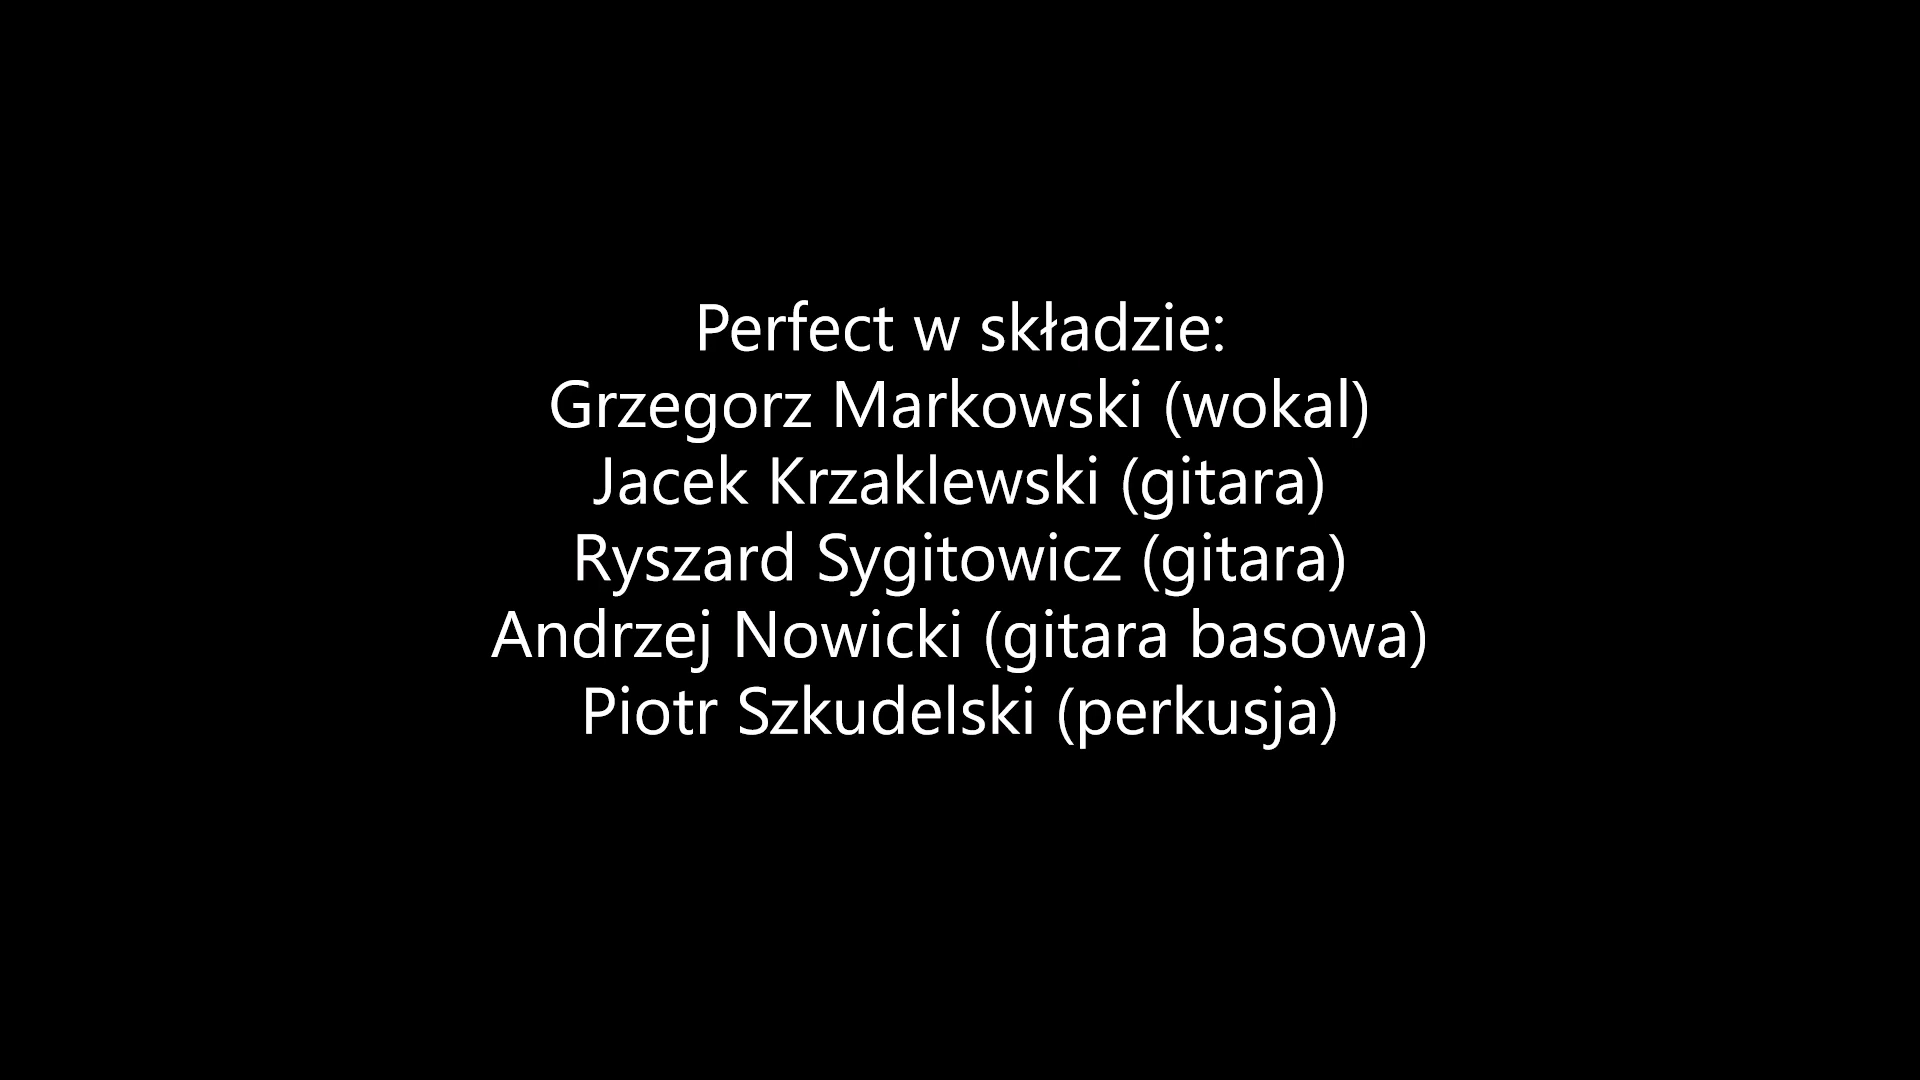 Perfect w składzie:
Grzegorz Markowski (wokal)
Jacek Krzaklewski (gitara)
Ryszard Sygitowicz (gitara)
Andrzej Nowicki (gitara basowa)
Piotr Szkudelski (perkusja)